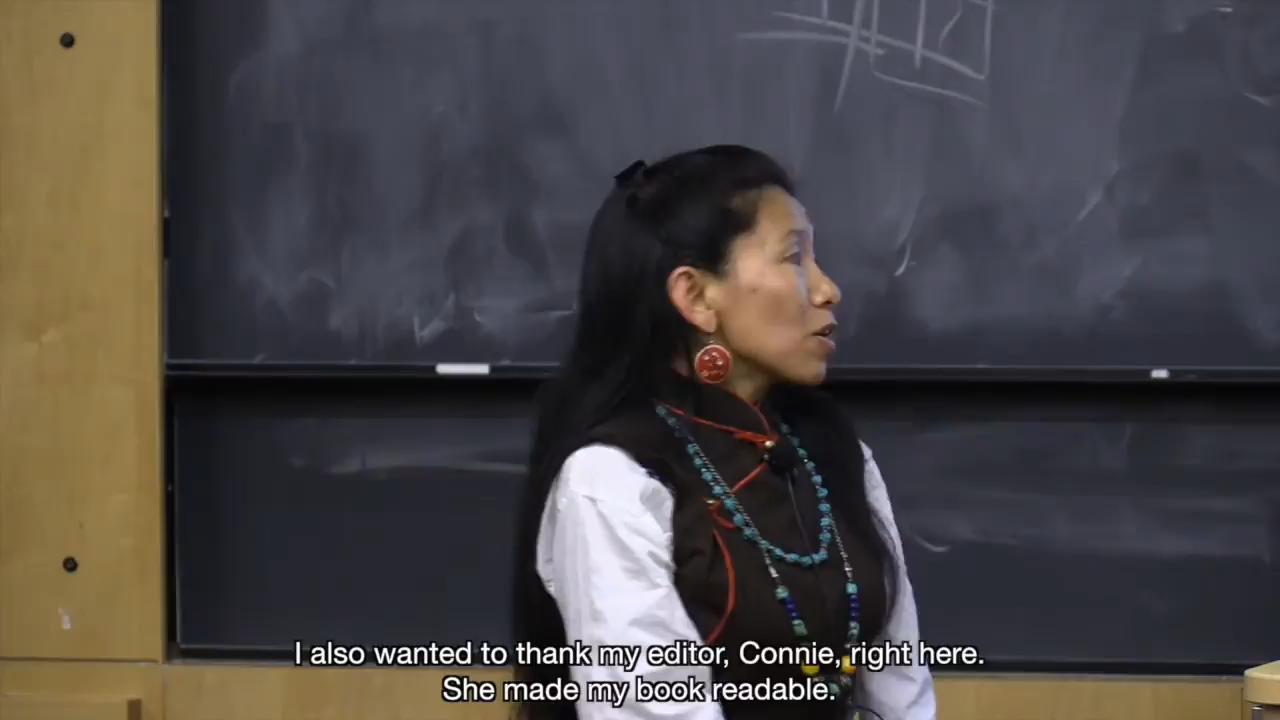 I also wanted to thank my editor, Connie, right here.
She made my book readable.